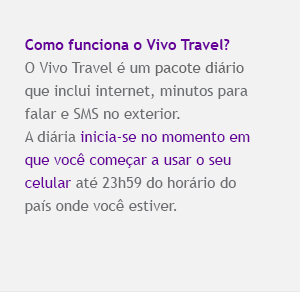 Como funciona o Vivo Travel?
O Vivo Travel é um pacote diário
que inclui internet, minutos para
falar e SMS no exterior.
A diária inicia-se no momento em
que você começar a usar o seu
celular até 23h59 do horário do
país onde você estiver.